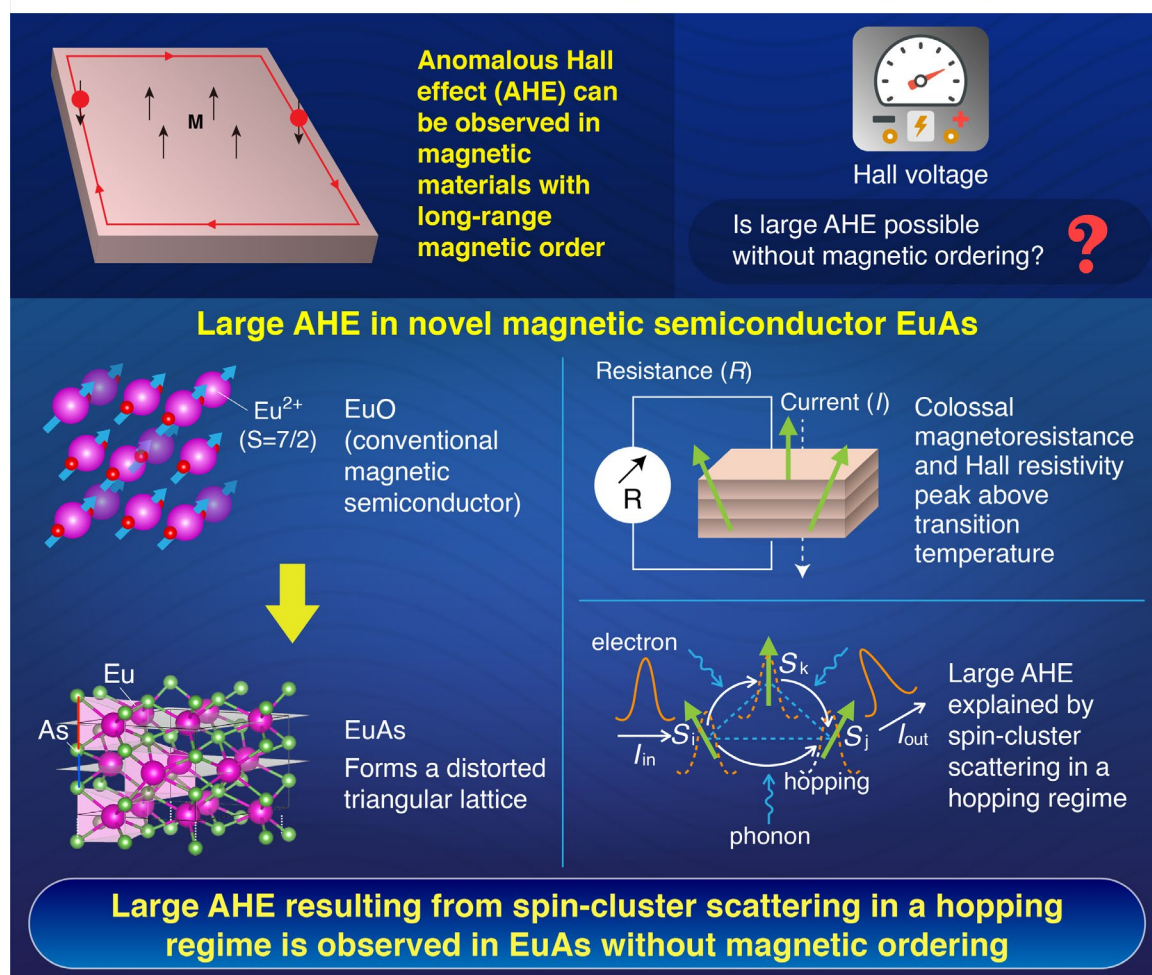 Anomalous Hall
effect (AHE) can
be observed in
magnetic
materials with
long-range
magnetic order
M
Hall voltage
Is large AHE possible
without magnetic ordering?
?
Large AHE in novel magnetic semiconductor EuAs
Eu²⁺
(S=7/2)
EuO
(conventional
magnetic
semiconductor)
Eu
As
EuAs
Forms a distorted
triangular lattice
Resistance (R)
Current (I)
R
Colossal
magnetoresistance
and Hall resistivity
peak above
transition
temperature
electron
Sk
Si
Sj
Iin
Iout
hopping
phonon
Large AHE
explained by
spin-cluster
scattering in a
hopping regime
Large AHE resulting from spin-cluster scattering in a hopping
regime is observed in EuAs without magnetic ordering